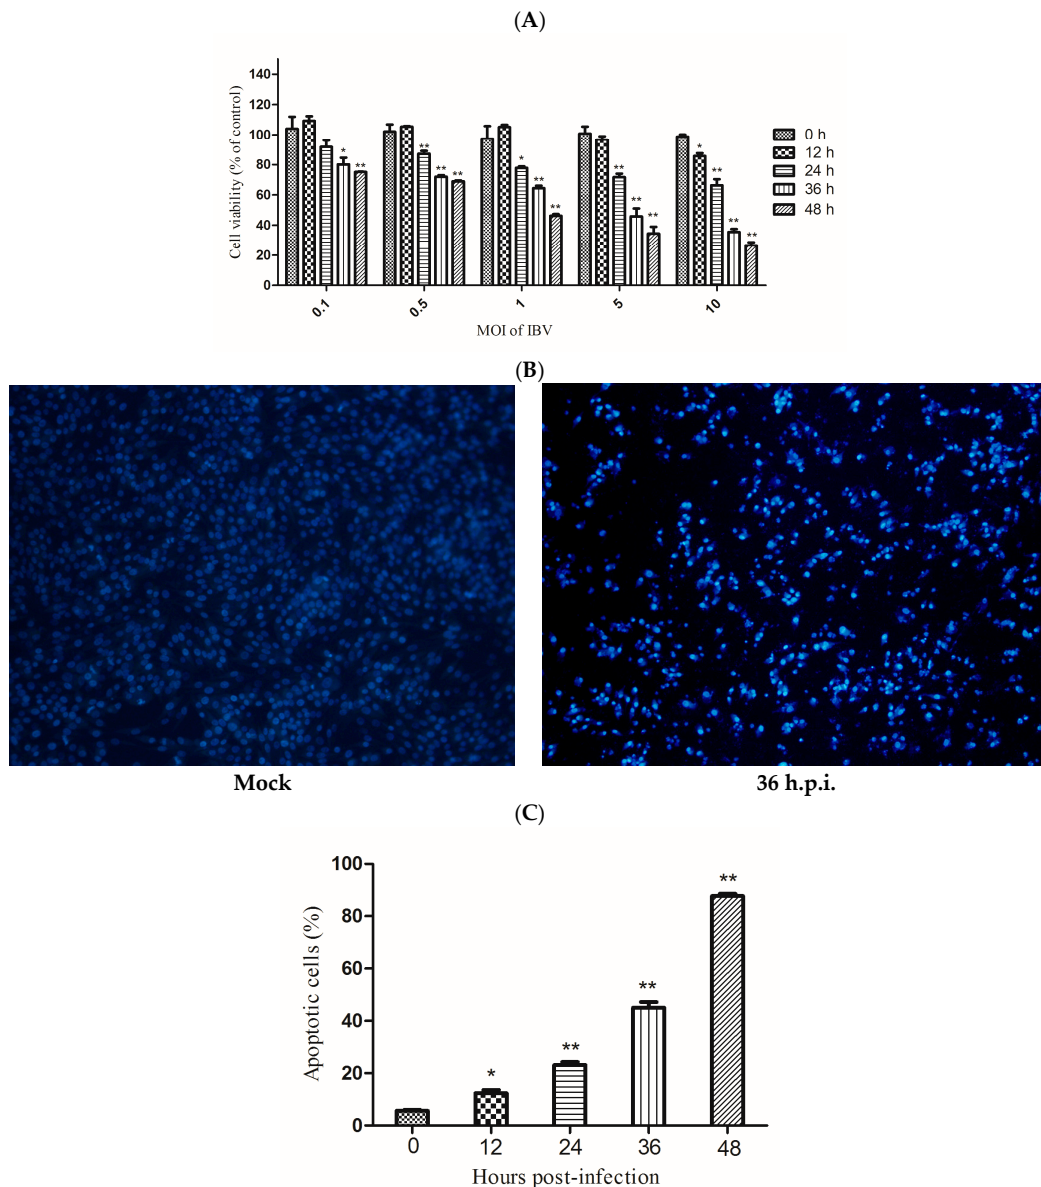 (A)
140
120
100
80
60
40
20
0
Cell viability (% of control)
* ** ** ** ** * ** ** ** ** ** * ** ** **
0.1 0.5 1 5 10
MOI of IBV
0 h
12 h
24 h
36 h
48 h
(B)
Mock 36 h.p.i.
(C)
100
80
60
40
20
0
Apoptotic cells (%)
* ** ** **
0 12 24 36 48
Hours post-infection